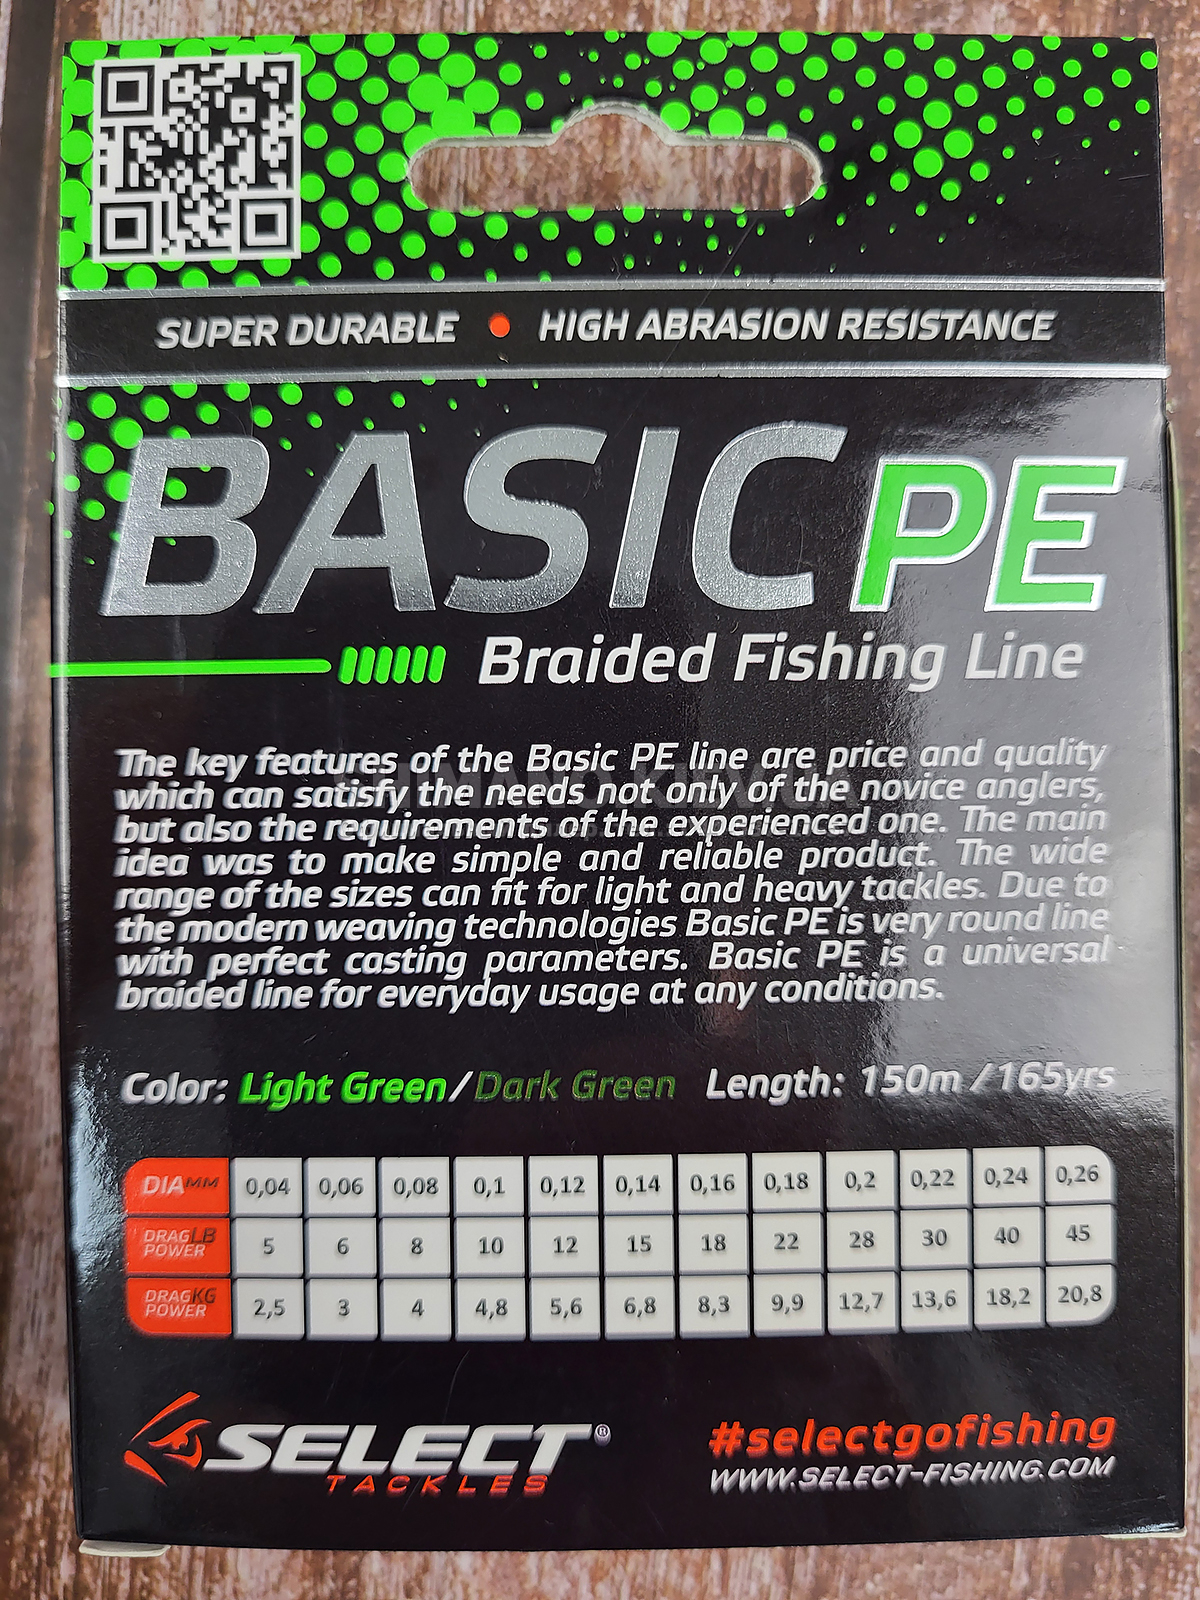 SUPER DURABLE • HIGH ABRASION RESISTANCE
BASIC PE
Braided Fishing Line
The key features of the Basic PE line are price and quality
which can satisfy the needs not only of the novice anglers,
but also the requirements of the experienced one. The main
idea was to make simple and reliable product. The wide
range of the sizes can fit for light and heavy tackles. Due to
the modern weaving technologies Basic PE is very round line
with perfect casting parameters. Basic PE is a universal
braided line for everyday usage at any conditions.
Color: Light Green/Dark Green Length: 150m /165yrs
DIA MM 0,04 0,06 0,08 0,1 0,12 0,14 0,16 0,18 0,2 0,22 0,24 0,26
DRAG LB POWER 5 6 8 10 12 15 18 22 28 30 40 45
DRAG KG POWER 2,5 3 4 4,8 5,6 6,8 8,3 9,9 12,7 13,6 18,2 20,8
SELECT®
TACKLES
#selectgofishing
WWW.SELECT-FISHING.COM